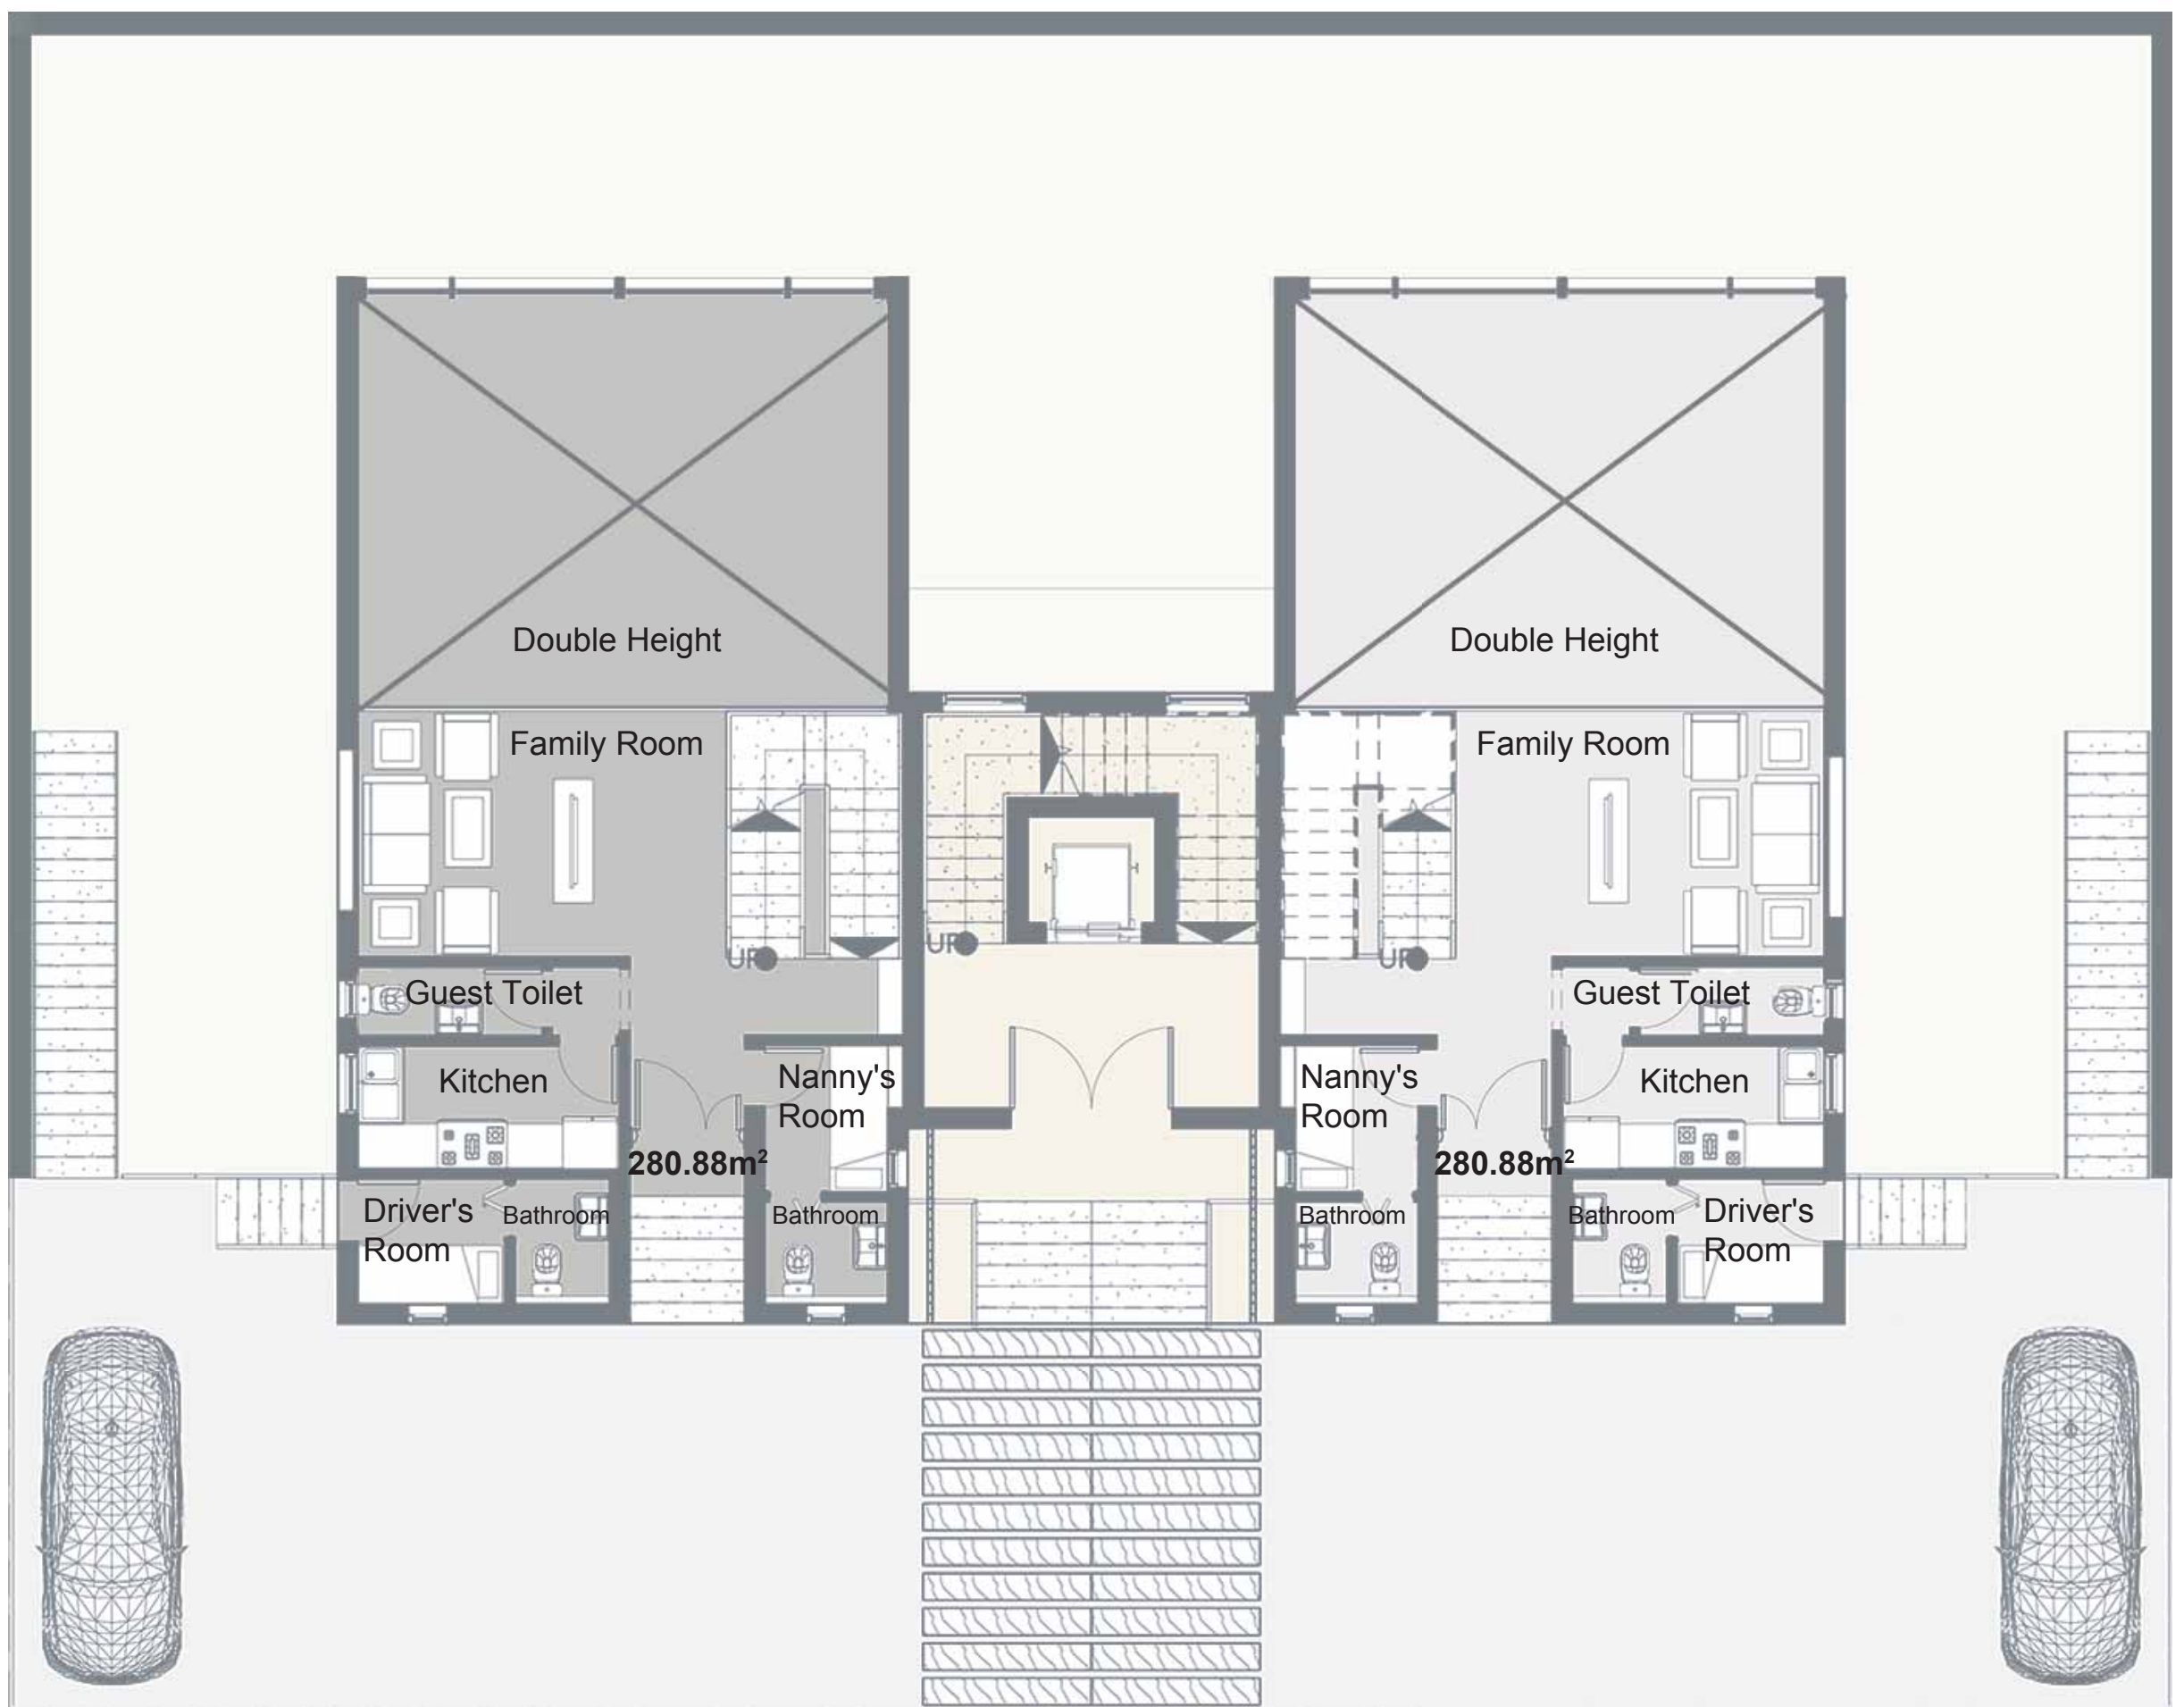 Double Height
Double Height
Family Room
Family Room
UP
UP
UP
Guest Toilet
Guest Toilet
Kitchen
Nanny's
Room
Nanny's
Room
Kitchen
280.88m²
280.88m²
Driver's
Room
Bathroom
Bathroom
Bathroom
Bathroom
Driver's
Room